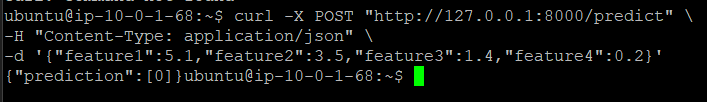 ubuntu@ip-10-0-1-68:~$ curl -X POST "http://127.0.0.1:8000/predict" \
-H "Content-Type: application/json" \
-d '{"feature1":5.1,"feature2":3.5,"feature3":1.4,"feature4":0.2}'
{"prediction":[0]}ubuntu@ip-10-0-1-68:~$